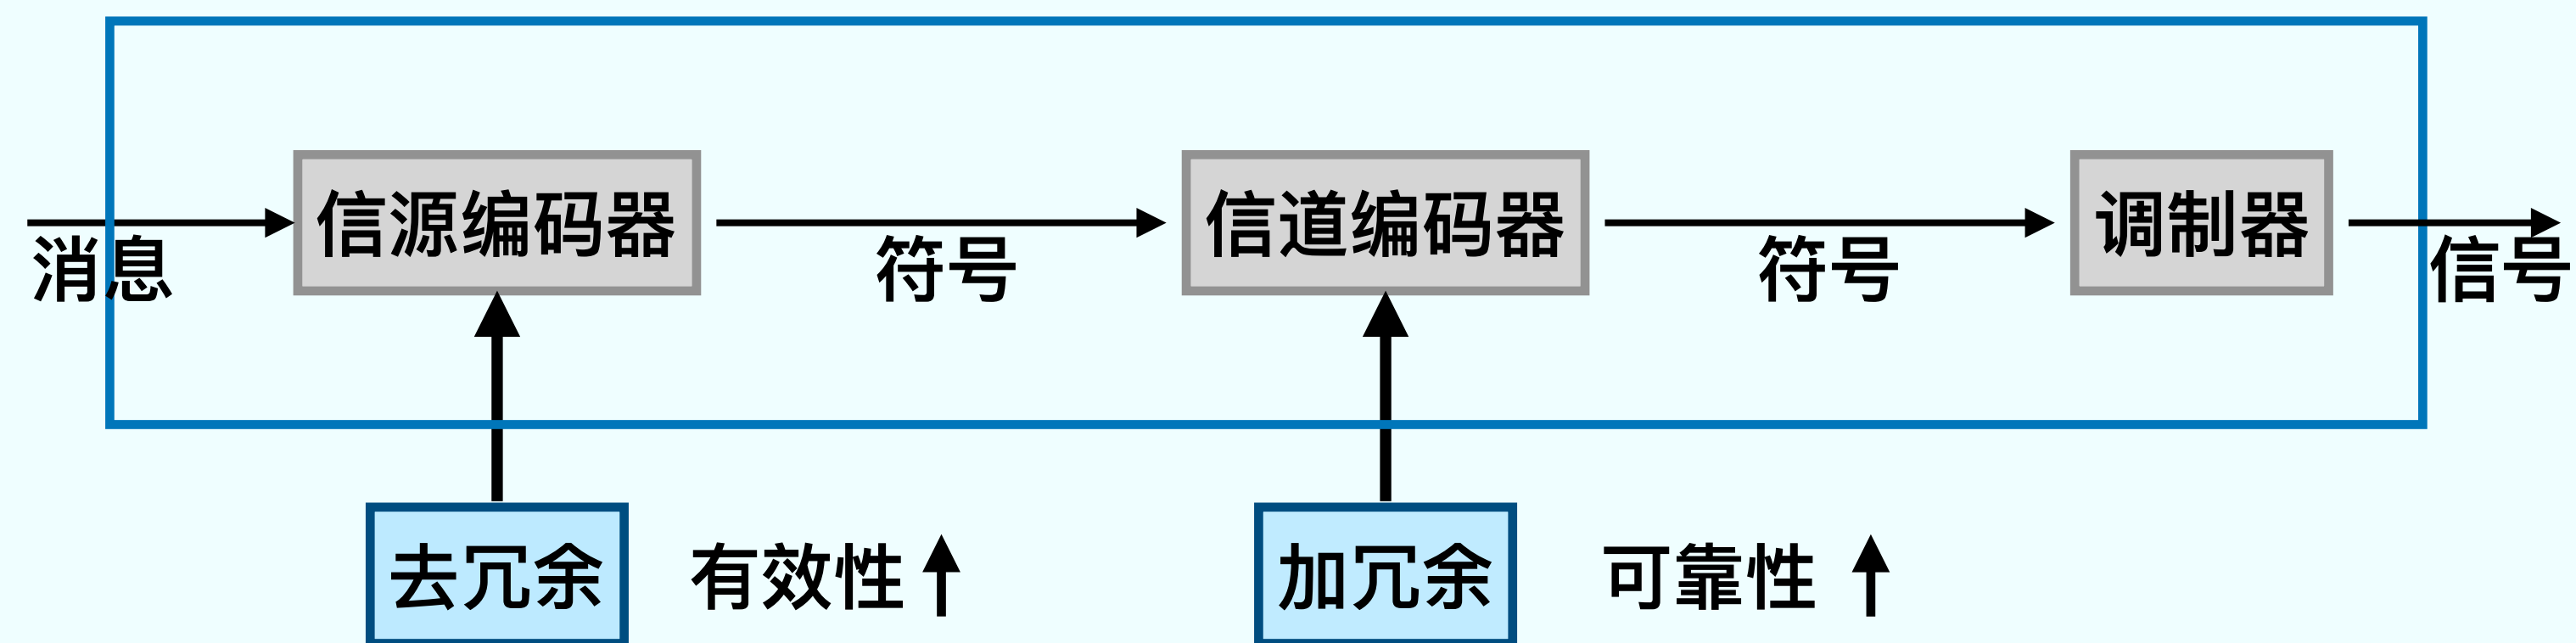 信源编码器
信道编码器
调制器
消息
符号
符号
信号
去冗余
有效性
加冗余
可靠性